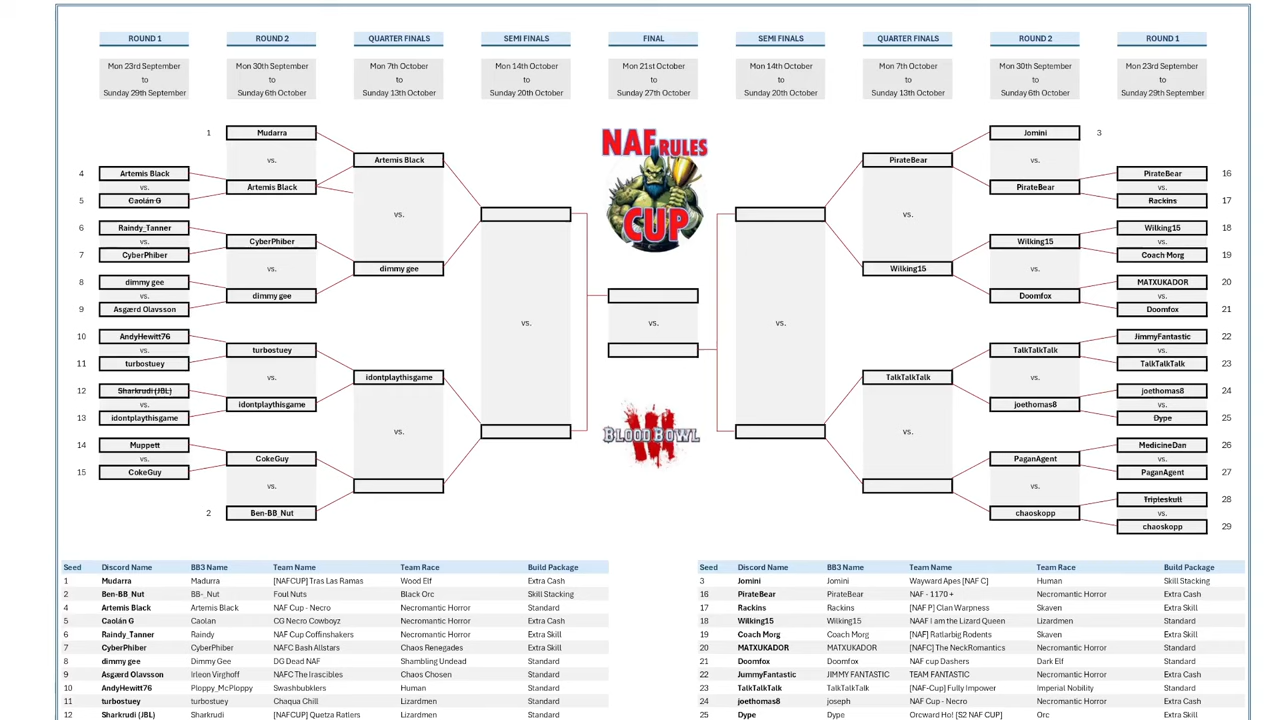 ROUND 1 ROUND 2 QUARTER FINALS SEMI FINALS FINAL SEMI FINALS QUARTER FINALS ROUND 2 ROUND 1
Mon 23rd September Mon 30th September Mon 7th October Mon 14th October Mon 21st October Mon 14th October Mon 7th October Mon 30th September Mon 23rd September
to to to to to to to to to
Sunday 29th September Sunday 6th October Sunday 13th October Sunday 20th October Sunday 27th October Sunday 20th October Sunday 13th October Sunday 6th October Sunday 29th September
1 Mudarra Jomini 3
NAF RULES
vs. Artemis Black PirateBear vs.
4 Artemis Black PirateBear 16
vs. Artemis Black PirateBear vs.
5 Caolán G Rackins 17
vs. vs.
CUP
6 Raindy_Tanner Wilking15 18
vs. CyberPhiber Wilking15 vs.
7 CyberPhiber Coach Morg 19
vs. dimmy gee Wilking15 vs.
8 dimmy gee MATXUKADOR 20
vs. dimmy gee Doomfox vs.
9 Asgærd Olavsson Doomfox 21
vs. vs. vs.
10 AndyHewitt76 JimmyFantastic 22
vs. turbostuey TalkTalkTalk vs.
11 turbostuey TalkTalkTalk 23
vs. idontplaythisgame TalkTalkTalk vs.
12 Sharkrudi (JBL) joethomas8 24
vs. idontplaythisgame joethomas8 vs.
13 idontplaythisgame Dype 25
vs. vs.
BLOOD BOWL
14 Muppett MedicineDan 26
vs. CokeGuy PaganAgent vs.
15 CokeGuy PaganAgent 27
vs. vs.
Tripleskull 28
2 Ben-BB_Nut chaoskopp vs.
chaoskopp 29
Seed Discord Name BB3 Name Team Name Team Race Build Package
1 Mudarra Madurra [NAFCUP] Tras Las Ramas Wood Elf Extra Cash
2 Ben-BB_Nut BB-_Nut Foul Nuts Black Orc Skill Stacking
4 Artemis Black Artemis Black NAF Cup - Necro Necromantic Horror Standard
5 Caolán G Caolan CG Necro Cowboyz Necromantic Horror Extra Cash
6 Raindy_Tanner Raindy NAF Cup Coffinshakers Necromantic Horror Extra Skill
7 CyberPhiber CyberPhiber NAFC Bash Allstars Chaos Renegades Extra Skill
8 dimmy gee Dimmy Gee DG Dead NAF Shambling Undead Standard
9 Asgærd Olavsson Irleon Virghoff NAFC The Irascibles Chaos Chosen Standard
10 AndyHewitt76 Ploppy_McPloppy Swashbubklers Human Standard
11 turbostuey turbostuey Chaqua Chill Lizardmen Standard
12 Sharkrudi (JBL) Sharkrudi [NAFCUP] Quetza Ratlers Lizardmen Standard
Seed Discord Name BB3 Name Team Name Team Race Build Package
3 Jomini Jomini Wayward Apes [NAF C] Human Skill Stacking
16 PirateBear PirateBear NAF - 1170 + Necromantic Horror Extra Cash
17 Rackins Rackins [NAF P] Clan Warpness Skaven Extra Skill
18 Wilking15 Wilking15 NAAF I am the Lizard Queen Lizardmen Standard
19 Coach Morg Coach Morg [NAF] Ratlarbig Rodents Skaven Extra Skill
20 MATXUKADOR MATXUKADOR [NAFC] The NeckRomantics Necromantic Horror Standard
21 Doomfox Doomfox NAF cup Dashers Dark Elf Extra Cash
22 JummyFantastic JIMMY FANTASTIC TEAM FANTASTIC Necromantic Horror Extra Cash
23 TalkTalkTalk TalkTalkTalk [NAF-Cup] Fully Impower Imperial Nobility Standard
24 joethomas8 joseph NAF Cup - Necro Necromantic Horror Extra Cash
25 Dype Dype Orcward Ho! [S2 NAF CUP] Orc Extra Skill